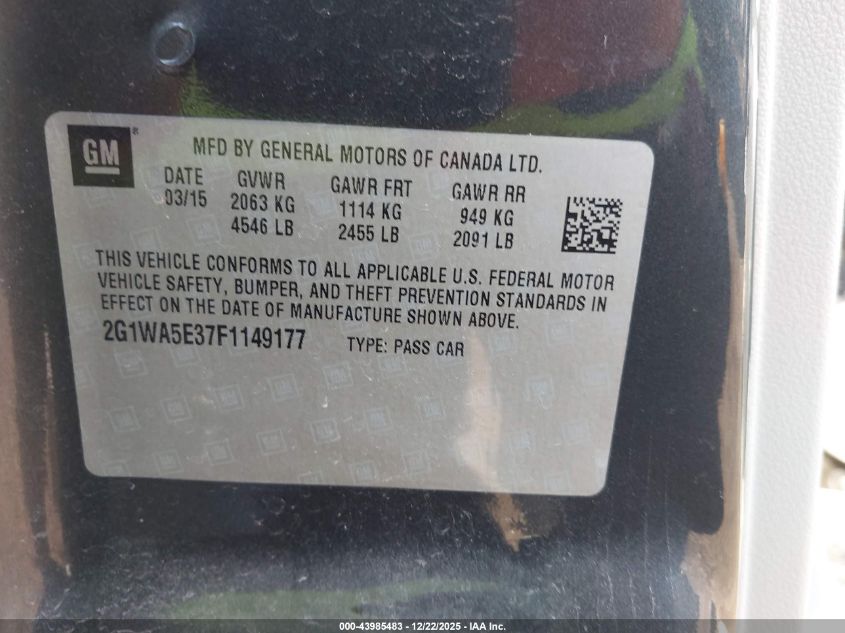 GM ®
MFD BY GENERAL MOTORS OF CANADA LTD.
DATE GVWR GAWR FRT GAWR RR
03/15 2063 KG 1114 KG 949 KG
4546 LB 2455 LB 2091 LB
THIS VEHICLE CONFORMS TO ALL APPLICABLE U.S. FEDERAL MOTOR
VEHICLE SAFETY, BUMPER, AND THEFT PREVENTION STANDARDS IN
EFFECT ON THE DATE OF MANUFACTURE SHOWN ABOVE.
2G1WA5E37F1149177 TYPE: PASS CAR
000-43985483 - 12/22/2025 - IAA Inc.